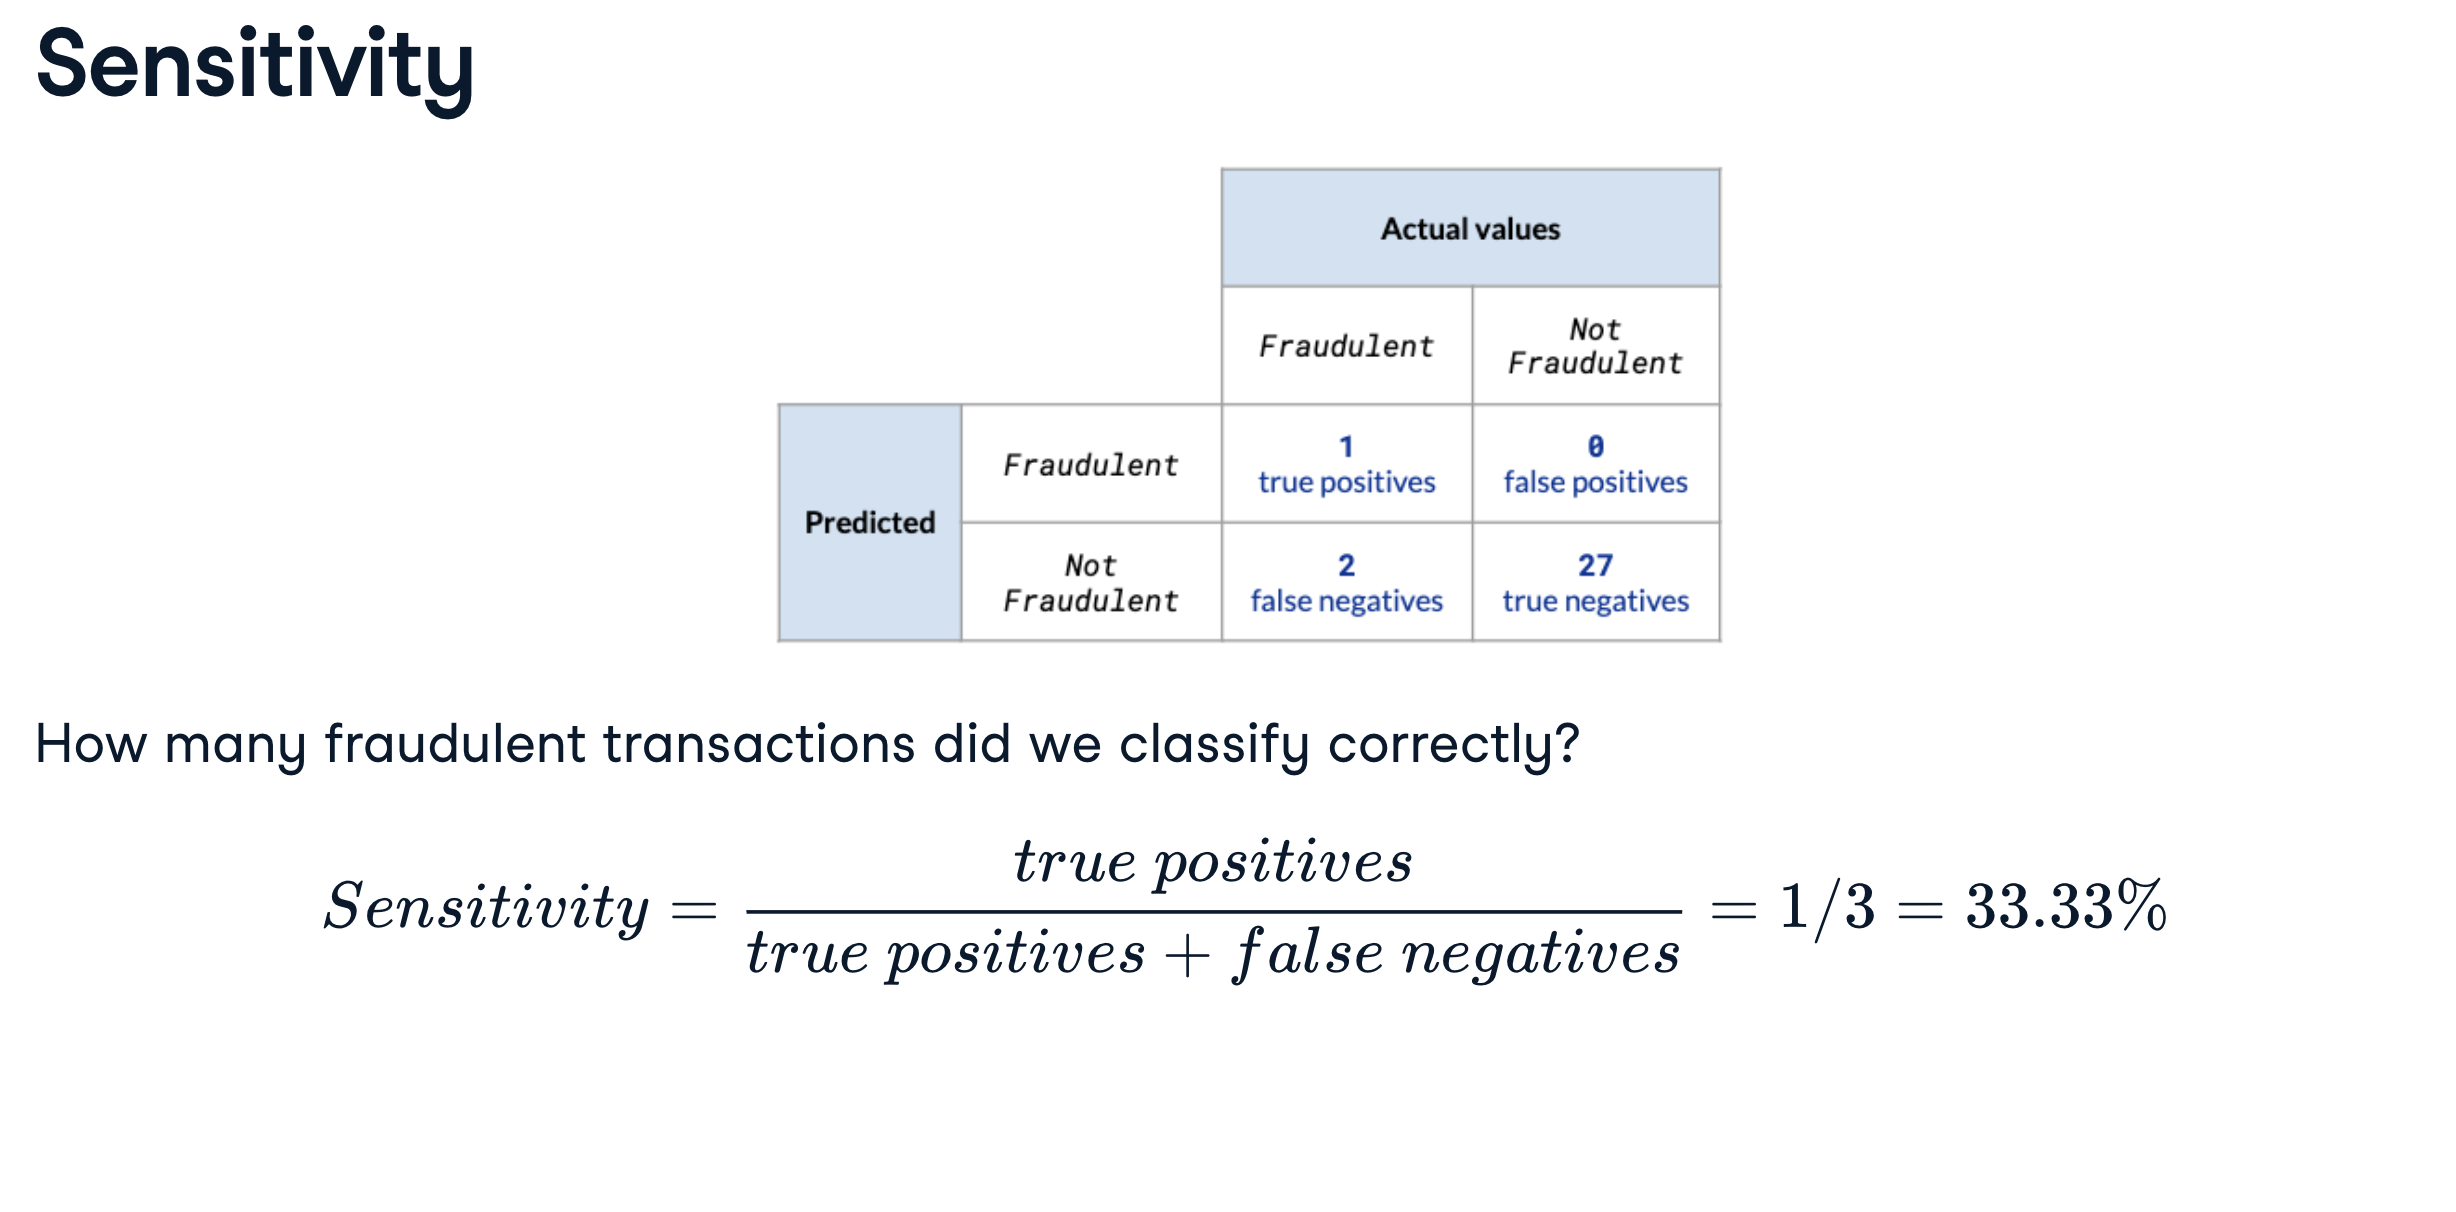 Sensitivity
Actual values
Fraudulent
Not
Fraudulent
Predicted
Fraudulent
1
true positives
0
false positives
Not
Fraudulent
2
false negatives
27
true negatives
How many fraudulent transactions did we classify correctly?
Sensitivity = true positives / true positives + false negatives = 1/3 = 33.33%